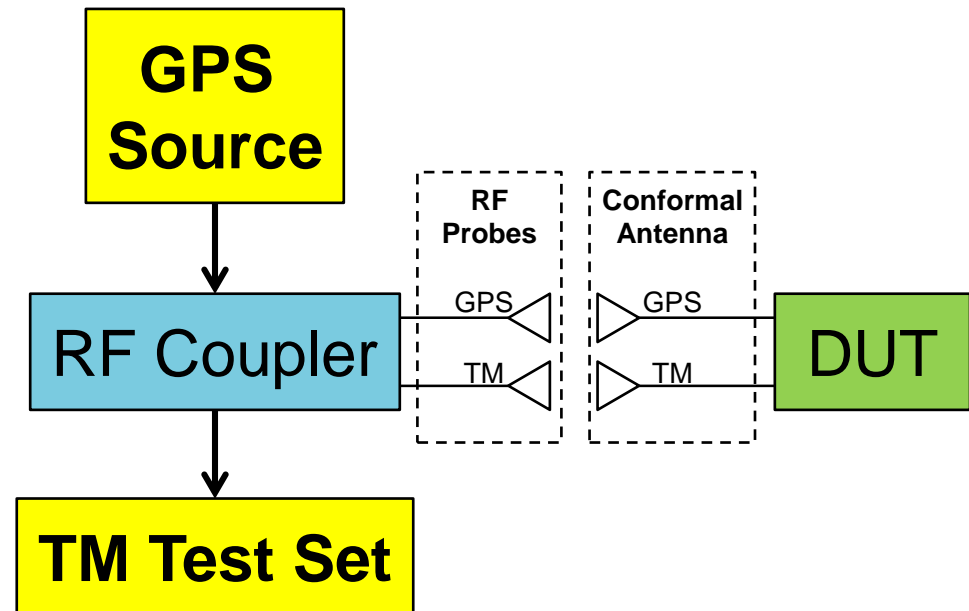 GPS
Source
RF
Probes
Conformal
Antenna
GPS
GPS
RF Coupler
DUT
TM
TM
TM Test Set